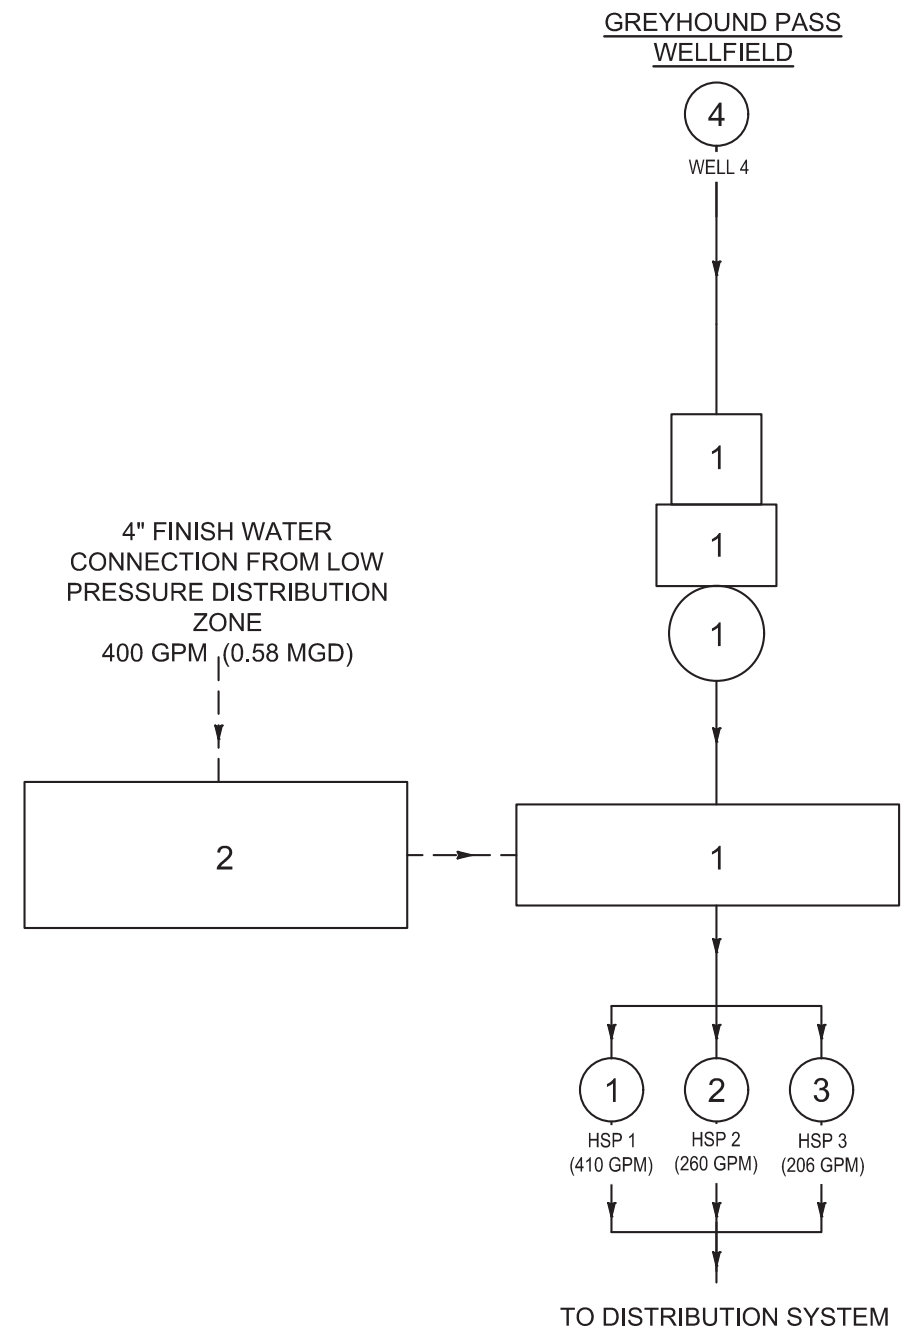 GREYHOUND PASS
WELLFIELD
4
WELL 4
1
1
1
4" FINISH WATER
CONNECTION FROM LOW
PRESSURE DISTRIBUTION
ZONE
400 GPM (0.58 MGD)
2
1
1
2
3
HSP 1
(410 GPM)
HSP 2
(260 GPM)
HSP 3
(206 GPM)
TO DISTRIBUTION SYSTEM